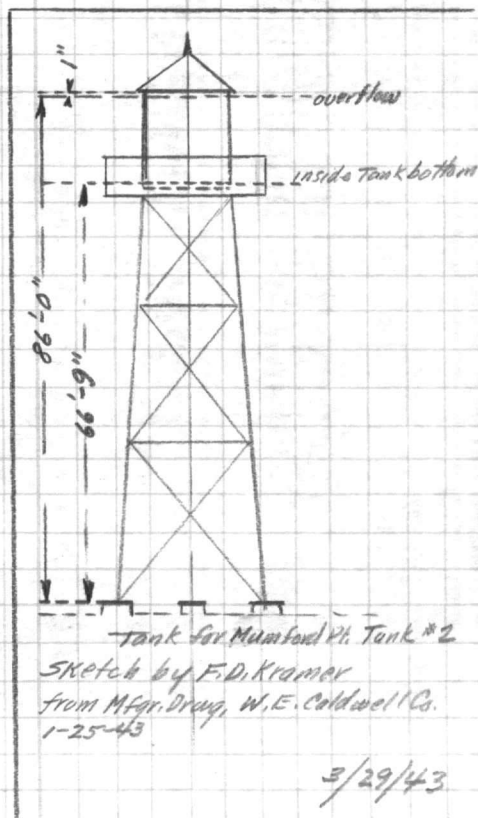 1"
overflow
inside Tank bottom
86'-0"
66'-9"
Tank for Mumford Pt. Tank #2
Sketch by F.D. Kramer
from Mfgr. Drwg, W.E. Caldwell Co.
1-25-43
3/29/43